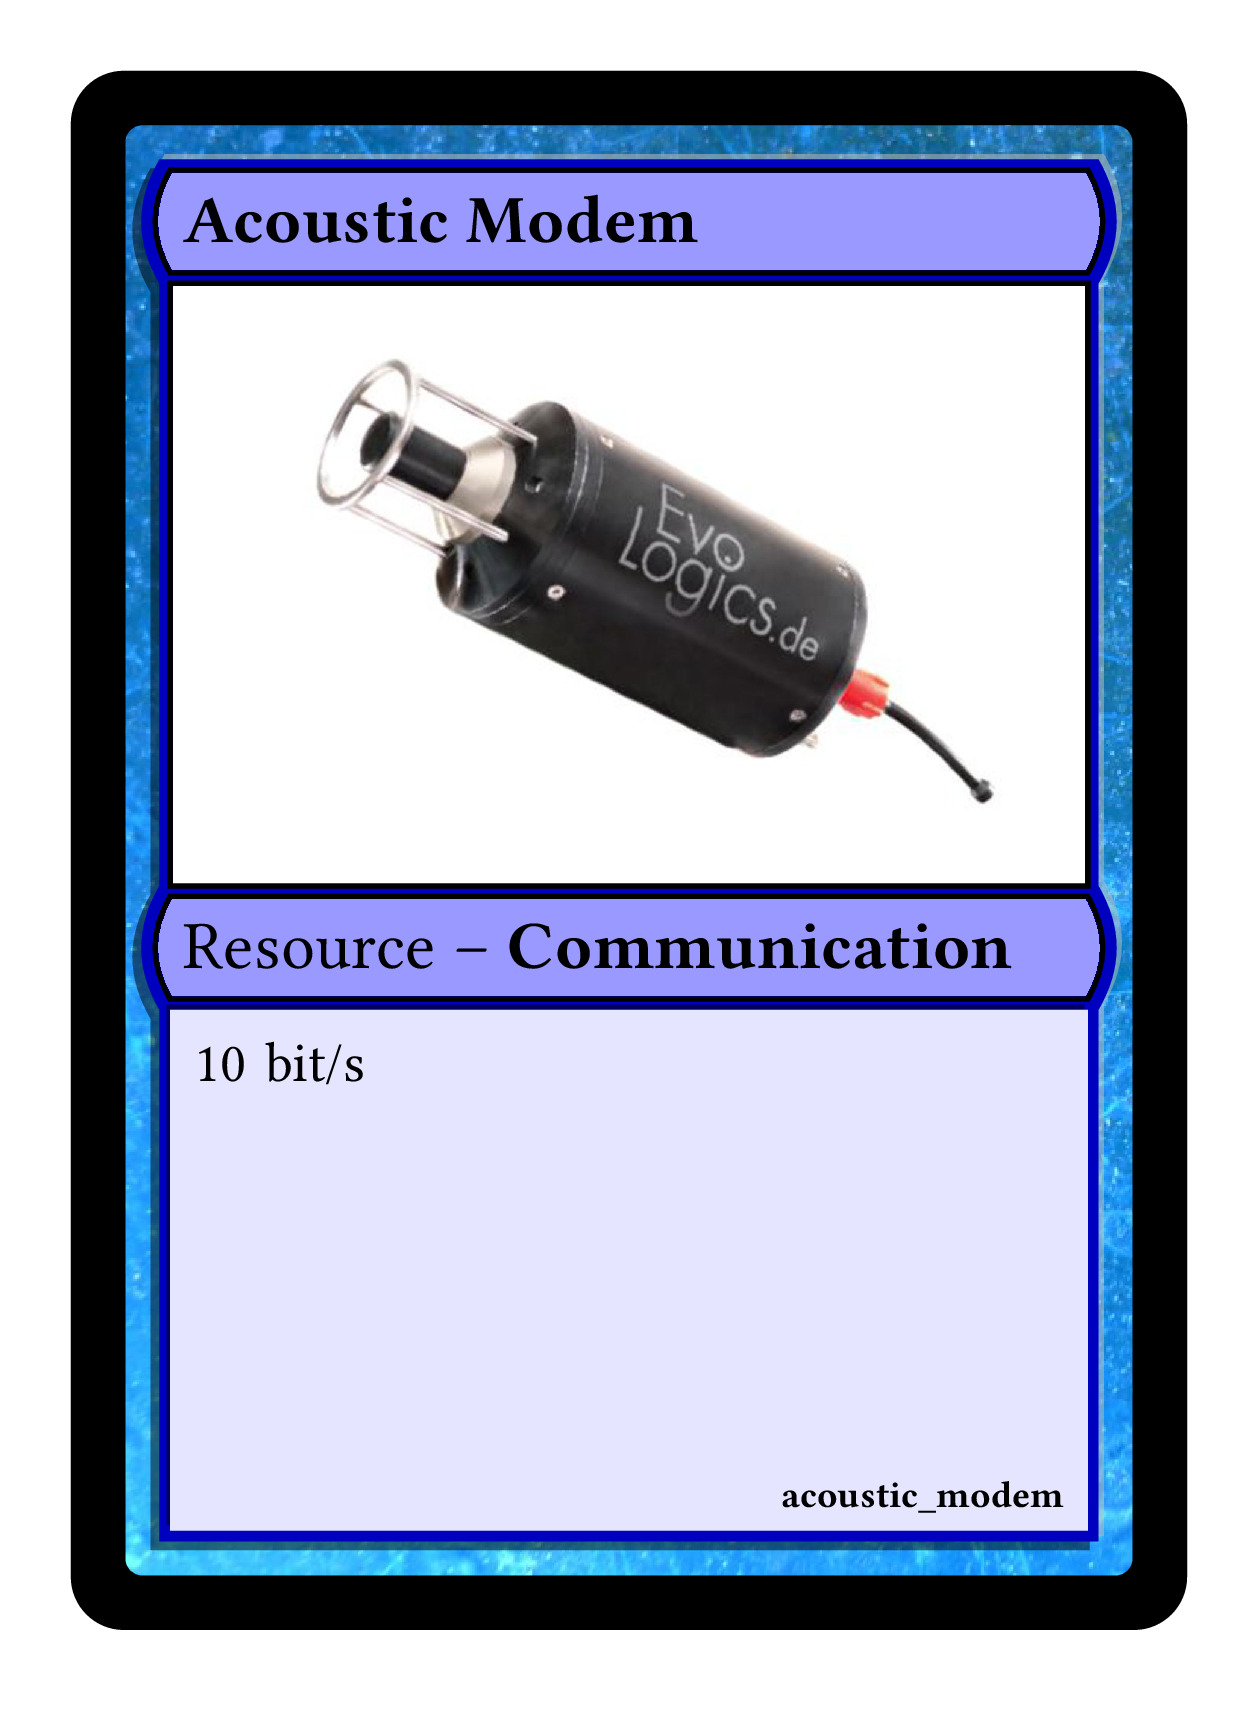 Acoustic Modem
Evo
Logics.de
Resource – Communication
10 bit/s
acoustic_modem